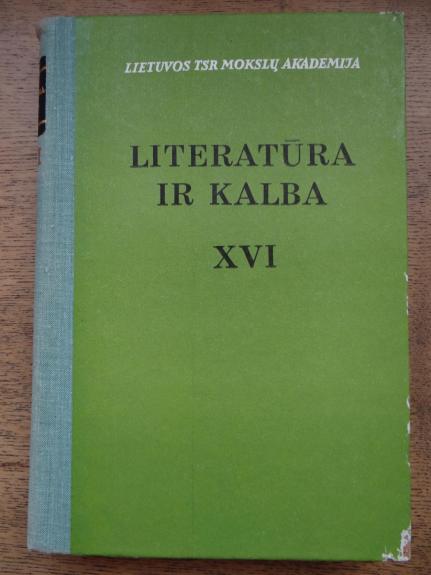 LIETUVOS TSR MOKSLŲ AKADEMIJA
LITERATŪRA
IR KALBA
XVI